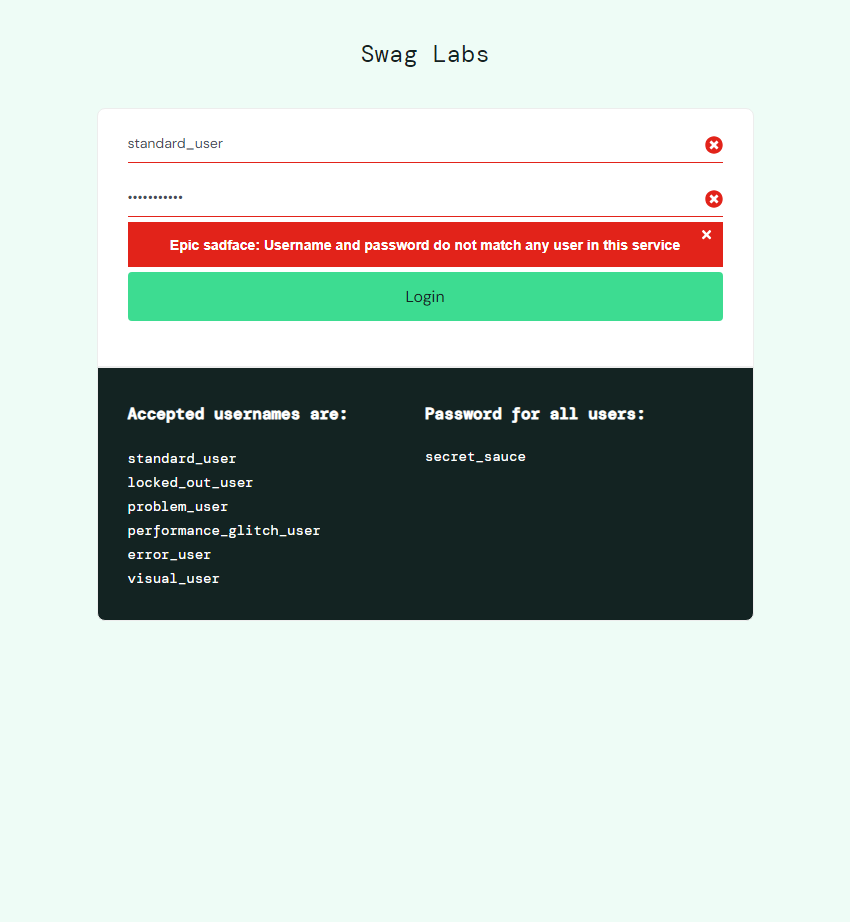 Swag Labs
standard_user
•••••••••••
Epic sadface: Username and password do not match any user in this service
Login
Accepted usernames are:
standard_user
locked_out_user
problem_user
performance_glitch_user
error_user
visual_user
Password for all users:
secret_sauce